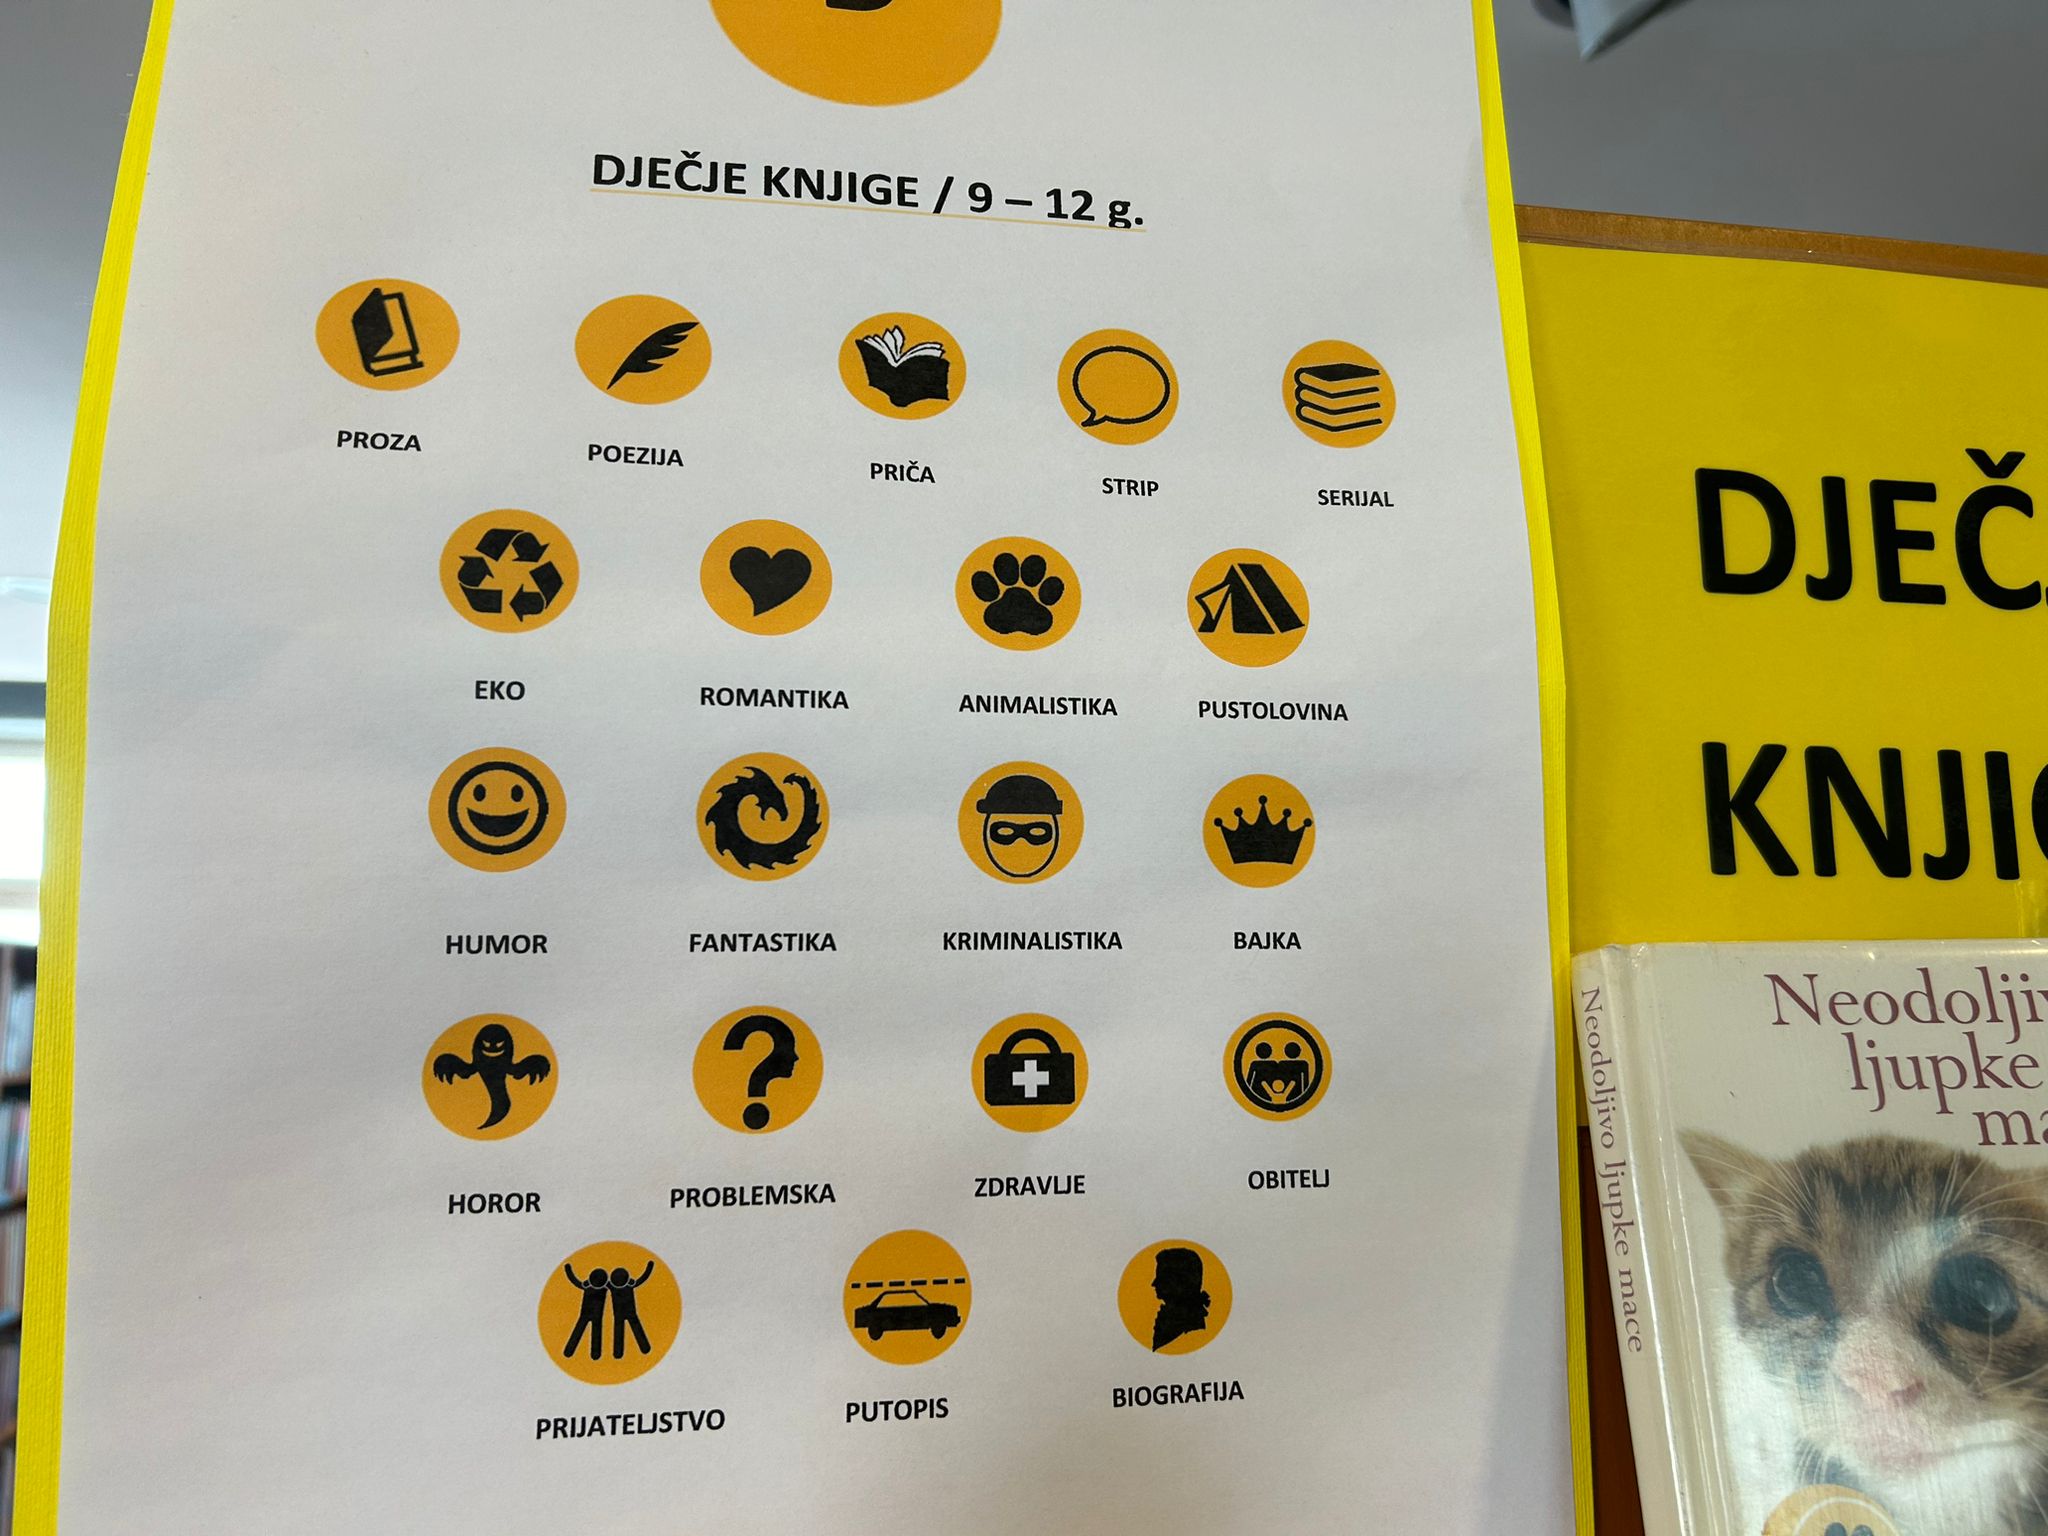 DJEČJE KNJIGE / 9 – 12 g.
PROZA
POEZIJA
PRIČA
STRIP
SERIJAL
EKO
ROMANTIKA
ANIMALISTIKA
PUSTOLOVINA
HUMOR
FANTASTIKA
KRIMINALISTIKA
BAJKA
HOROR
PROBLEMSKA
ZDRAVLJE
OBITELJ
PRIJATELJSTVO
PUTOPIS
BIOGRAFIJA
DJEČJ
KNJIG
Neodoljiv
ljupke
ma
Neodoljivo ljupke mace